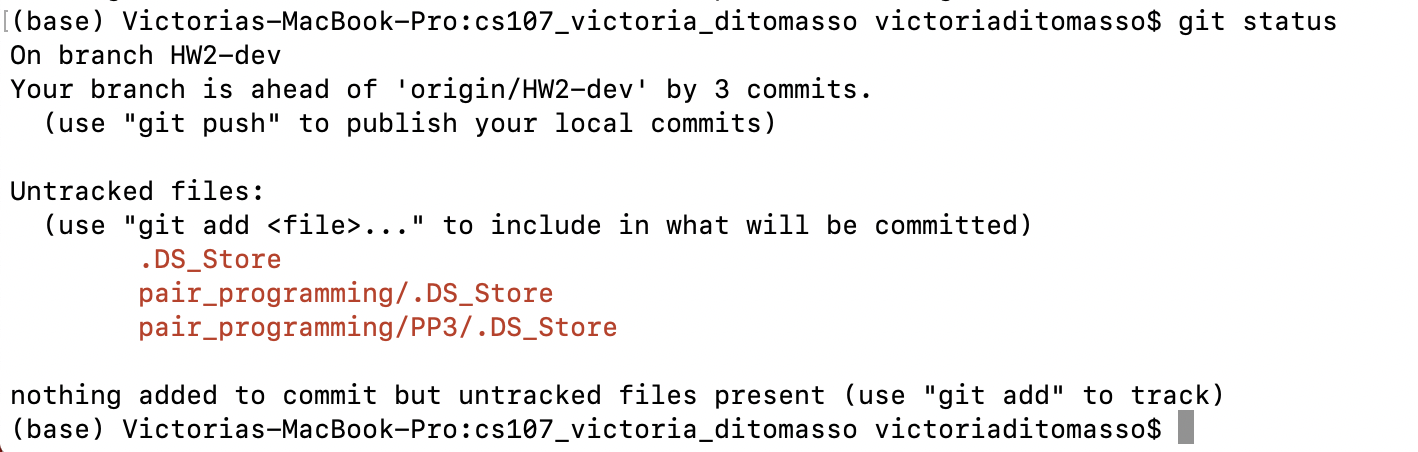 (base) Victorias-MacBook-Pro:cs107_victoria_ditomasso victoriaditomasso$ git status
On branch HW2-dev
Your branch is ahead of 'origin/HW2-dev' by 3 commits.
  (use "git push" to publish your local commits)

Untracked files:
  (use "git add <file>..." to include in what will be committed)
        .DS_Store
        pair_programming/.DS_Store
        pair_programming/PP3/.DS_Store

nothing added to commit but untracked files present (use "git add" to track)
(base) Victorias-MacBook-Pro:cs107_victoria_ditomasso victoriaditomasso$